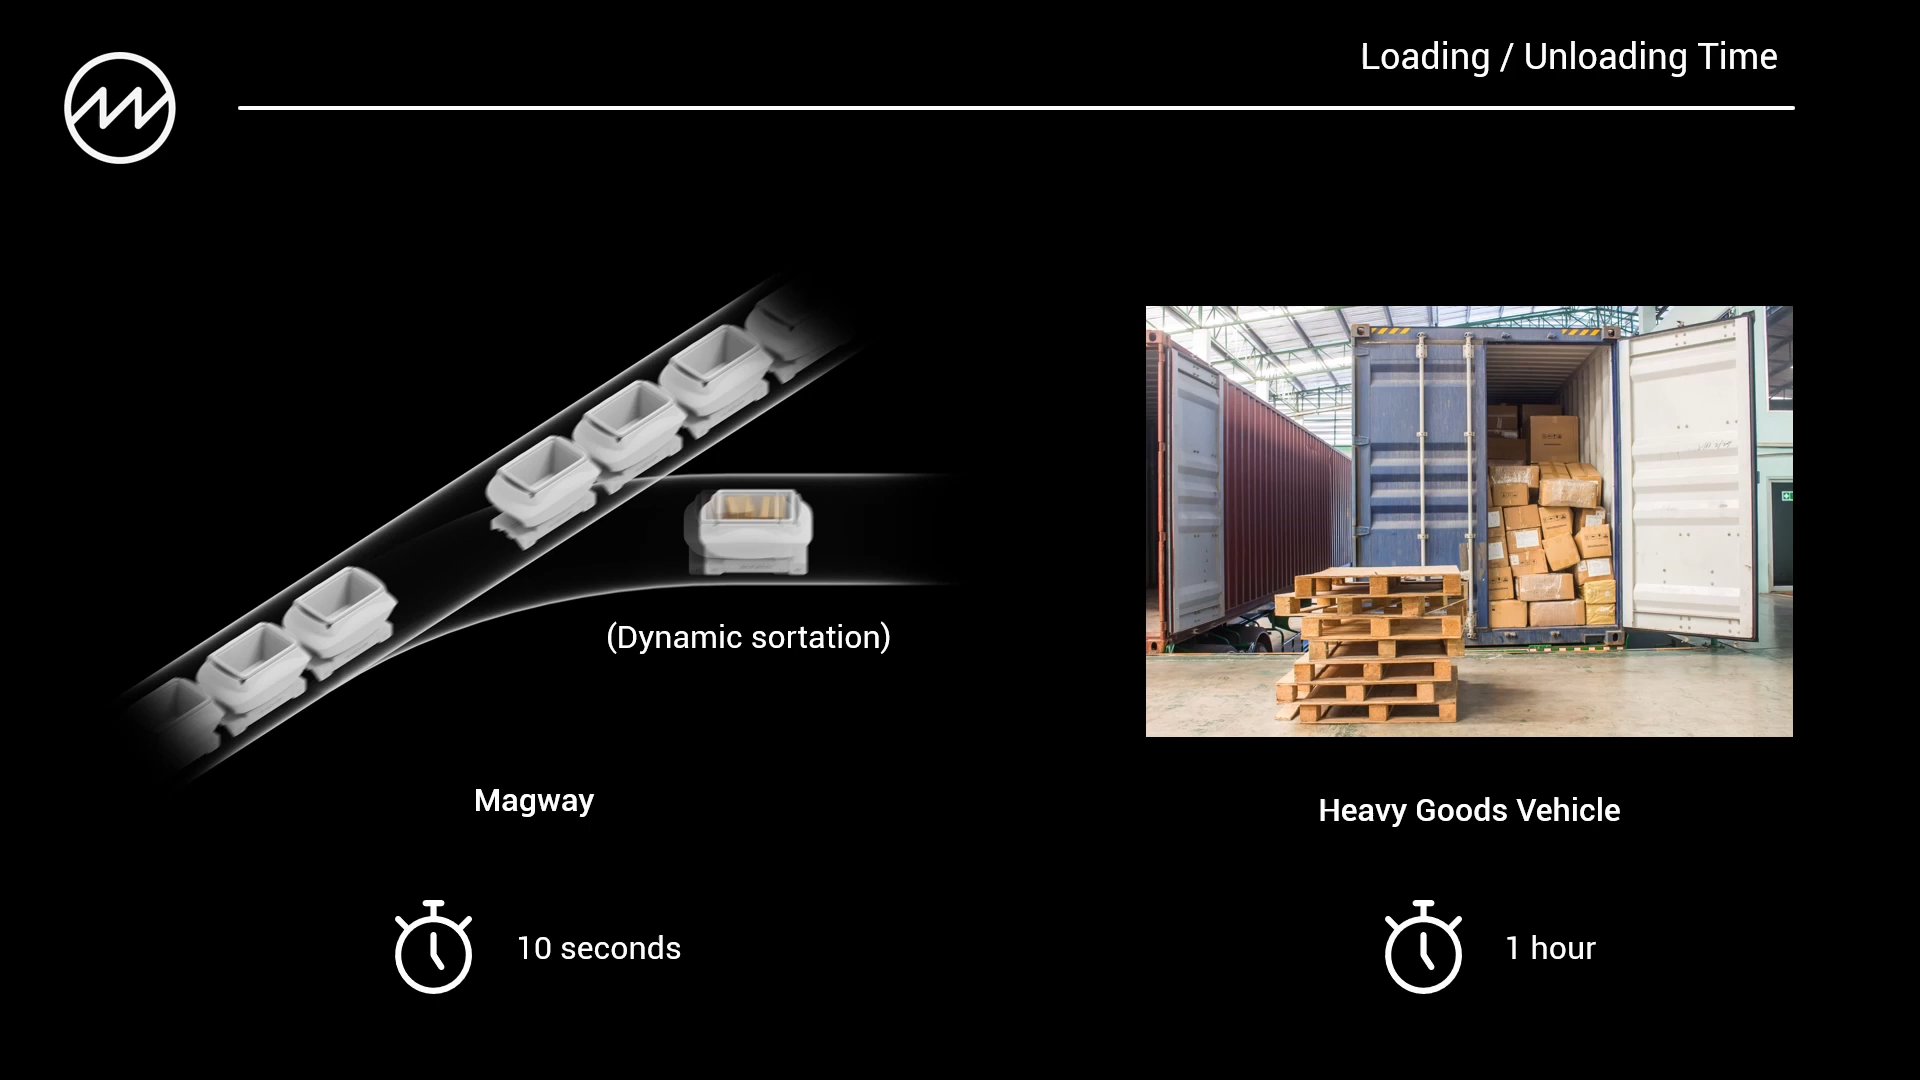 Loading / Unloading Time
(Dynamic sortation)
Magway
Heavy Goods Vehicle
10 seconds
1 hour